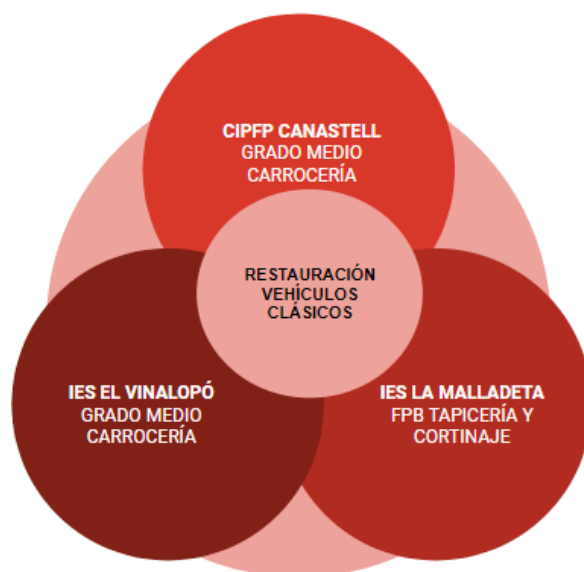 CIPFP CANASTELL
GRADO MEDIO
CARROCERÍA
RESTAURACIÓN
VEHÍCULOS
CLÁSICOS
IES EL VINALOPÓ
GRADO MEDIO
CARROCERÍA
IES LA MALLADETA
FPB TAPICERÍA Y
CORTINAJE